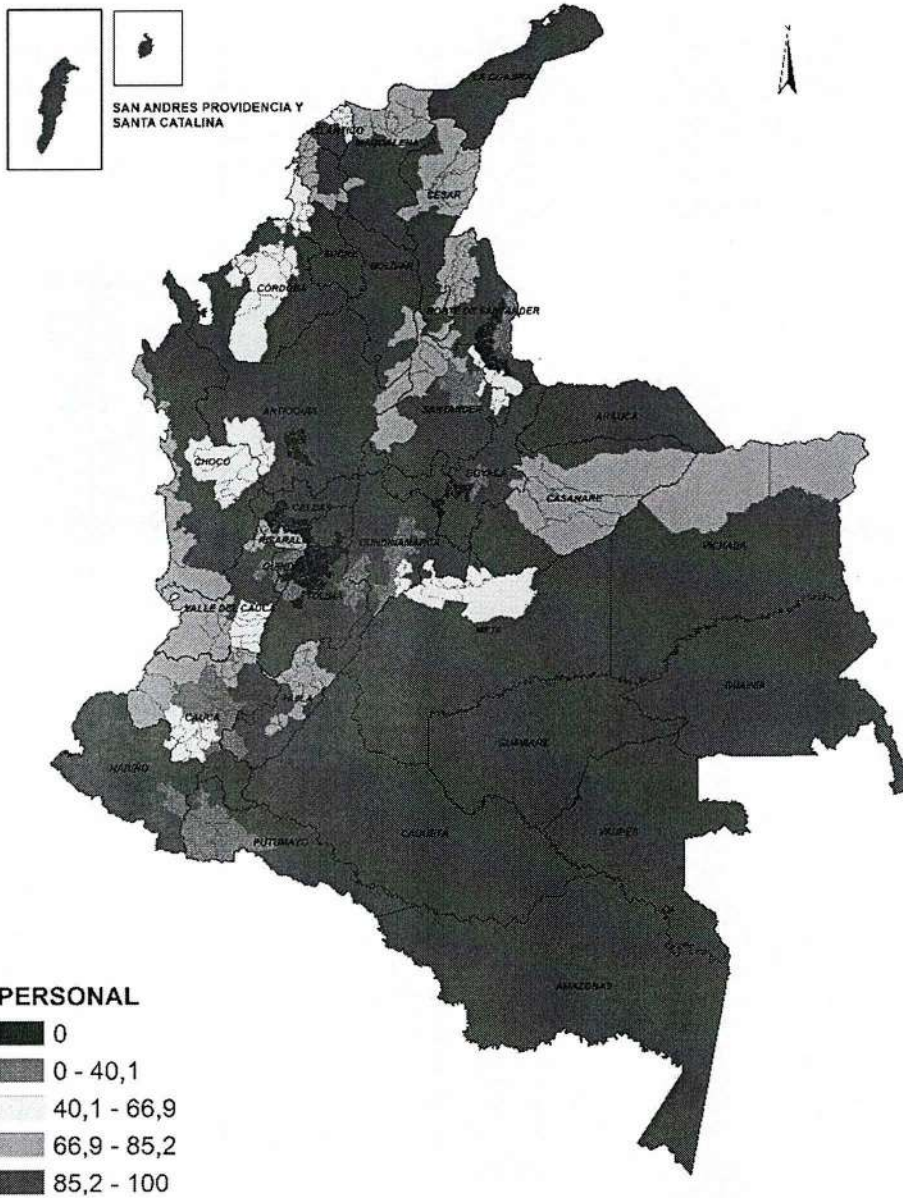 SAN ANDRES PROVIDENCIA Y
SANTA CATALINA
LA GUAJIRA
ATLANTICO
MAGDALENA
CESAR
SUCRE
BOLIVAR
CORDOBA
NORTE DE SANTANDER
ANTIOQUIA
SANTANDER
ARAUCA
CHOCO
BOYACA
CASANARE
CALDAS
RISARALDA
CUNDINAMARCA
VICHADA
QUINDIO
TOLIMA
VALLE DEL CAUCA
META
GUAINIA
HUILA
CAUCA
GUAVIARE
NARIÑO
CAQUETA
VAUPES
PUTUMAYO
AMAZONAS
PERSONAL
0
0 - 40,1
40,1 - 66,9
66,9 - 85,2
85,2 - 100